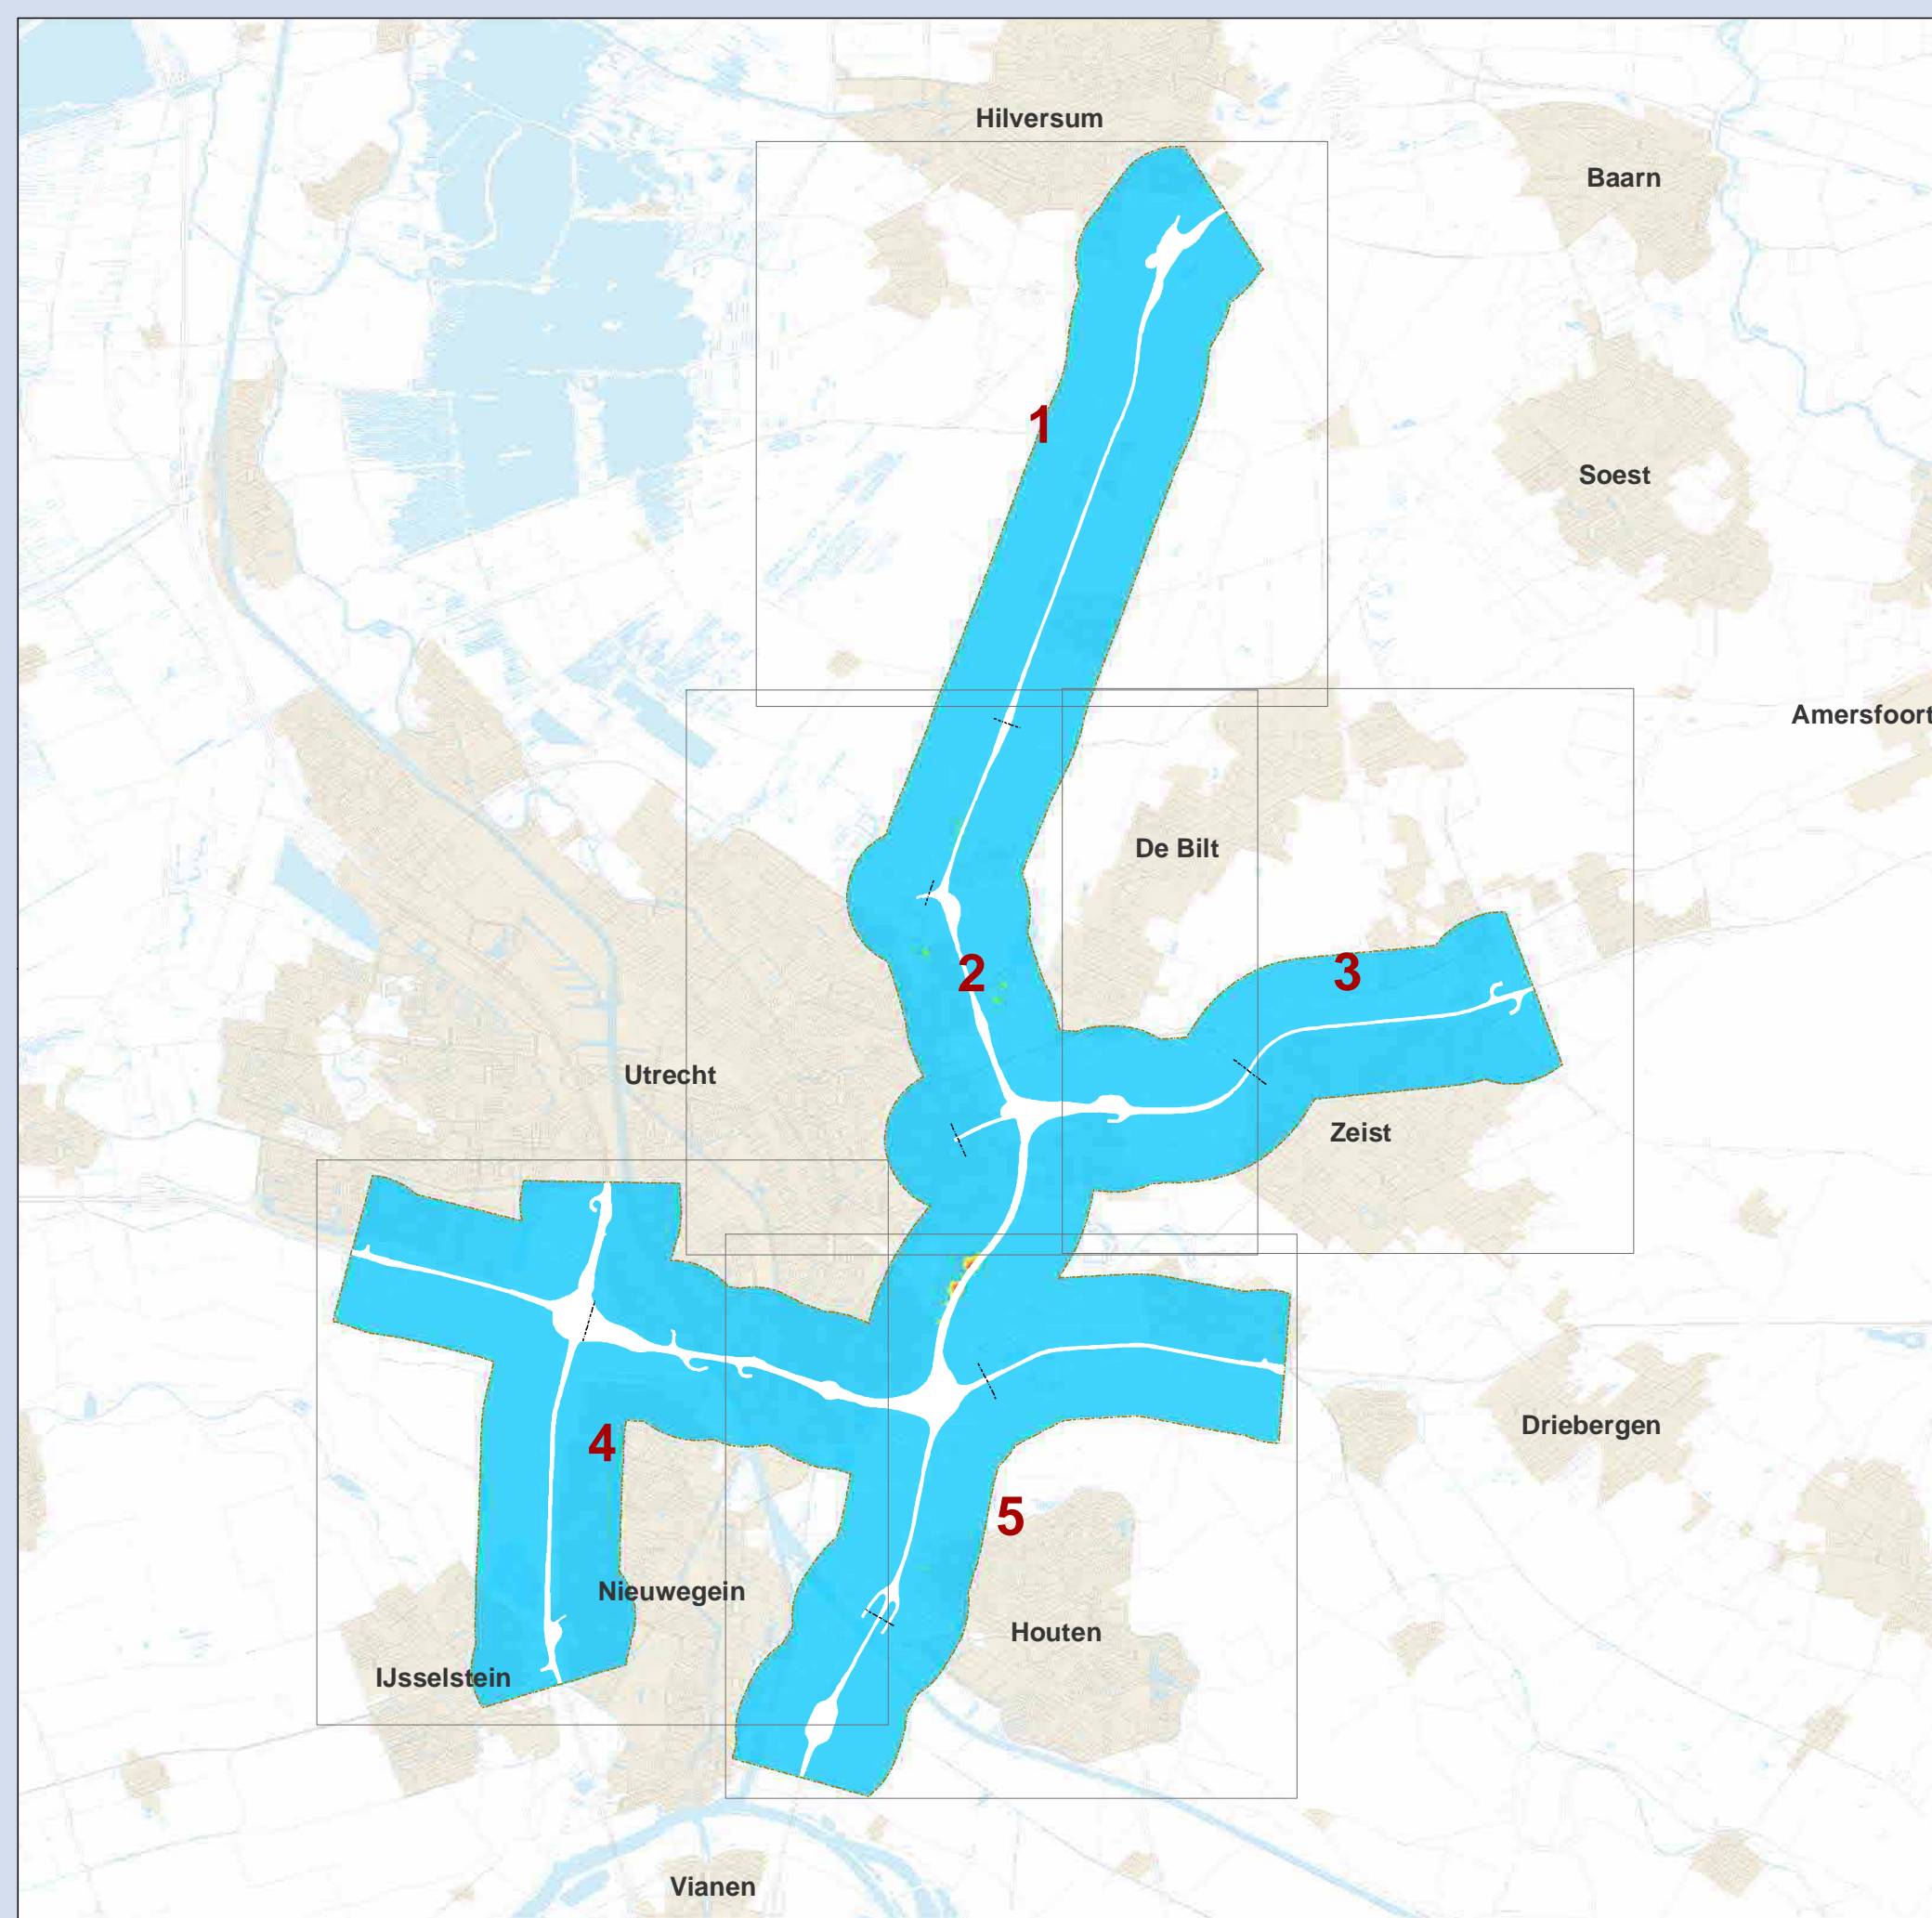 Hilversum
Baarn
1
Soest
Amersfoort
De Bilt
2
3
Utrecht
Zeist
4
Driebergen
5
Nieuwegein
Houten
IJsselstein
Vianen